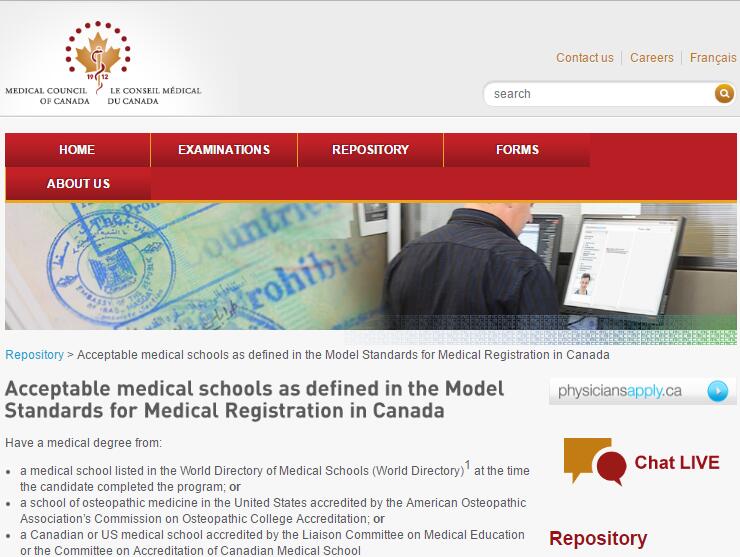 19 12
MEDICAL COUNCIL LE CONSEIL MÉDICAL
OF CANADA DU CANADA
Contact us Careers Français
search
HOME EXAMINATIONS REPOSITORY FORMS
ABOUT US
Countries
Prohibite
Repository > Acceptable medical schools as defined in the Model Standards for Medical Registration in Canada
Acceptable medical schools as defined in the Model
Standards for Medical Registration in Canada
physiciansapply.ca
Have a medical degree from:
Chat LIVE
• a medical school listed in the World Directory of Medical Schools (World Directory)1 at the time
the candidate completed the program; or
• a school of osteopathic medicine in the United States accredited by the American Osteopathic
Association’s Commission on Osteopathic College Accreditation; or
• a Canadian or US medical school accredited by the Liaison Committee on Medical Education
or the Committee on Accreditation of Canadian Medical School
Repository